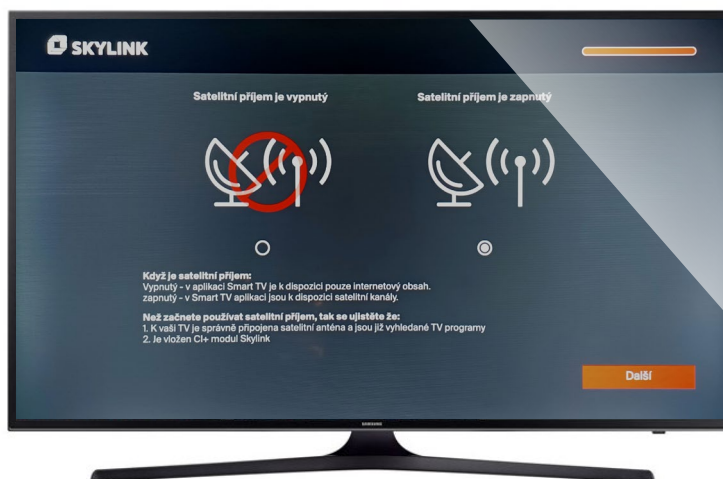 SKYLINK
Satelitní příjem je vypnutý
Satelitní příjem je zapnutý
Když je satelitní příjem:
Vypnutý - v aplikaci Smart TV je k dispozici pouze internetový obsah.
zapnutý - v Smart TV aplikaci jsou k dispozici satelitní kanály.
Než začnete používat satelitní příjem, tak se ujistěte že:
1. K vaší TV je správně připojena satelitní anténa a jsou již vyhledané TV programy
2. Je vložen CI+ modul Skylink
Další
SAMSUNG